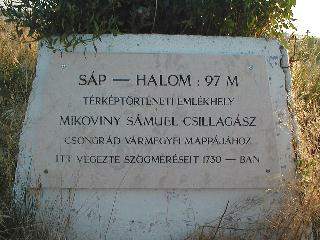 SÁP — HALOM : 97 M
TÉRKÉPTÖRTÉNETI EMLÉKHELY
MIKOVINY SÁMUEL CSILLAGÁSZ
CSONGRÁD VÁRMEGYEI MAPPÁJÁHOZ
ITT VÉGEZTE SZÖGMÉRÉSEIT 1730 — BAN